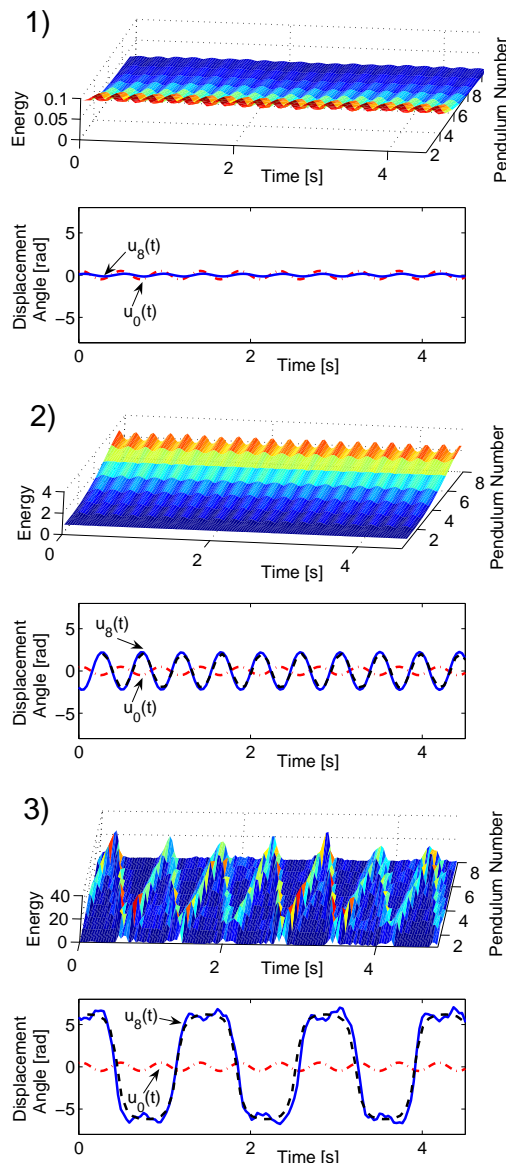 1)
Energy
0.1
0.05
0
0
2
4
Time [s]
2
4
6
8
Pendulum Number
Displacement
Angle [rad]
5
0
−5
u8(t)
u0(t)
0
2
4
Time [s]
2)
Energy
4
2
0
0
2
4
Time [s]
2
4
6
8
Pendulum Number
Displacement
Angle [rad]
5
0
−5
u8(t)
u0(t)
0
2
4
Time [s]
3)
Energy
40
20
0
0
2
4
Time [s]
2
4
6
8
Pendulum Number
Displacement
Angle [rad]
5
0
−5
u8(t)
u0(t)
0
2
4
Time [s]